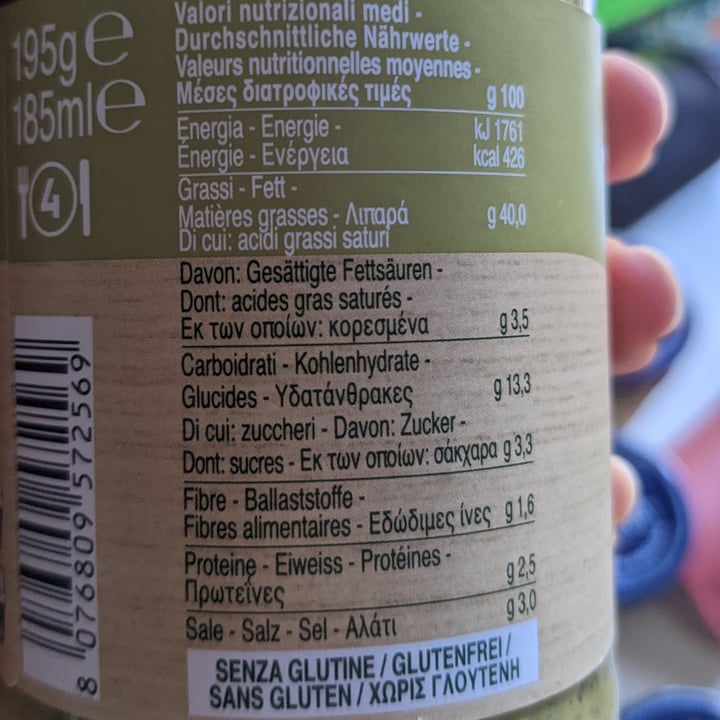 195g e
185ml e
4
Valori nutrizionali medi -
Durchschnittliche Nährwerte -
Valeurs nutritionnelles moyennes -
Μέσες διατροφικές τιμές g 100
Energia - Energie - kJ 1761
Énergie - Ενέργεια kcal 426
Grassi - Fett -
Matières grasses - Λιπαρά g 40,0
Di cui: acidi grassi saturi
Davon: Gesättigte Fettsäuren -
Dont: acides gras saturés -
Εκ των οποίων: κορεσμένα g 3,5
Carboidrati - Kohlenhydrate -
Glucides - Υδατάνθρακες g 13,3
Di cui: zuccheri - Davon: Zucker -
Dont: sucres - Εκ των οποίων: σάκχαρα g 3,3
Fibre - Ballaststoffe -
Fibres alimentaires - Εδώδιμες ίνες g 1,6
Proteine - Eiweiss - Protéines -
Πρωτεΐνες g 2,5
Sale - Salz - Sel - Αλάτι g 3,0
SENZA GLUTINE / GLUTENFREI /
SANS GLUTEN / ΧΩΡΙΣ ΓΛΟΥΤΕΝΗ
8 076809 572569